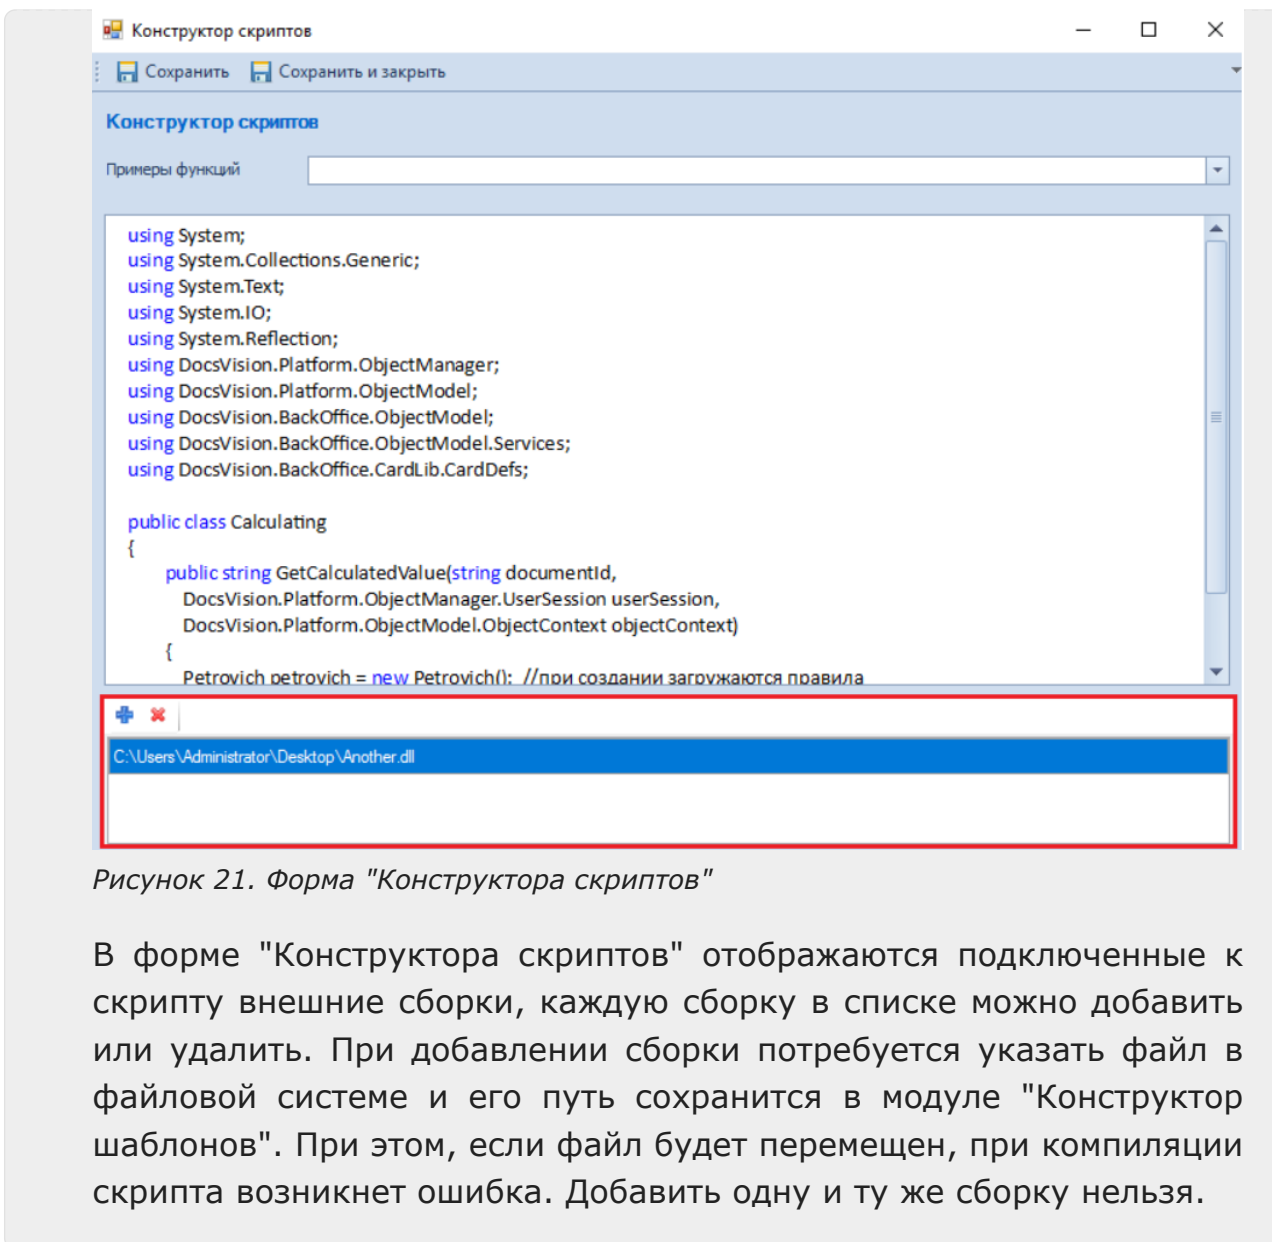 Конструктор скриптов
Сохранить Сохранить и закрыть
Конструктор скриптов
Примеры функций
using System;
using System.Collections.Generic;
using System.Text;
using System.IO;
using System.Reflection;
using DocsVision.Platform.ObjectManager;
using DocsVision.Platform.ObjectModel;
using DocsVision.BackOffice.ObjectModel;
using DocsVision.BackOffice.ObjectModel.Services;
using DocsVision.BackOffice.CardLib.CardDefs;
public class Calculating
{
public string GetCalculatedValue(string documentId,
DocsVision.Platform.ObjectManager.UserSession userSession,
DocsVision.Platform.ObjectModel.ObjectContext objectContext)
{
Petrovich petrovich = new Petrovich(); //при создании загружаются правила
C:\Users\Administrator\Desktop\Another.dll
Рисунок 21. Форма "Конструктора скриптов"
В форме "Конструктора скриптов" отображаются подключенные к
скрипту внешние сборки, каждую сборку в списке можно добавить
или удалить. При добавлении сборки потребуется указать файл в
файловой системе и его путь сохранится в модуле "Конструктор
шаблонов". При этом, если файл будет перемещен, при компиляции
скрипта возникнет ошибка. Добавить одну и ту же сборку нельзя.